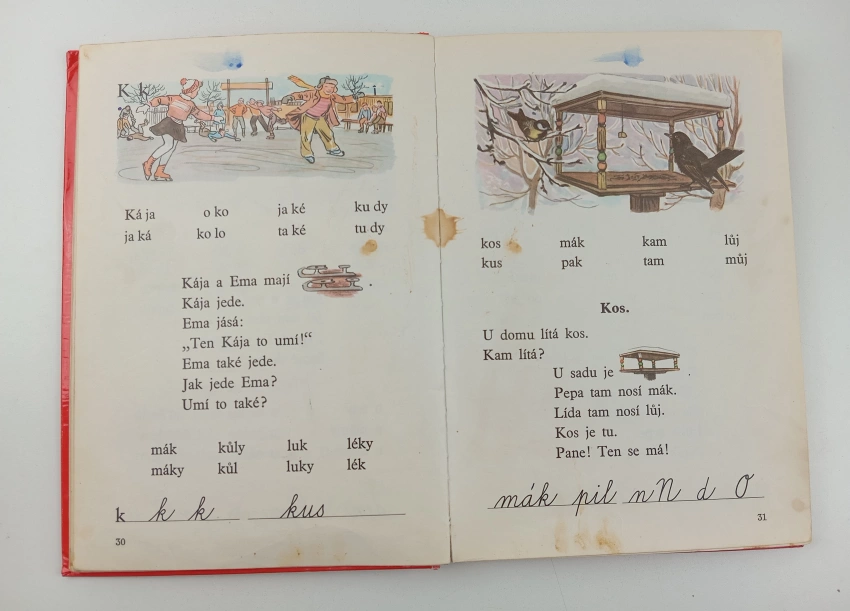 K k
Ká ja o ko ja ké ku dy
ja ká ko lo ta ké tu dy
Kája a Ema mají .
Kája jede.
Ema jásá:
„Ten Kája to umí!“
Ema také jede.
Jak jede Ema?
Umí to také?
mák kůly luk léky
máky kůl luky lék
k k k kus
30
kos mák kam lůj
kus pak tam můj
Kos.
U domu lítá kos.
Kam lítá?
U sadu je .
Pepa tam nosí mák.
Lída tam nosí lůj.
Kos je tu.
Pane! Ten se má!
mák pil n N d O
31